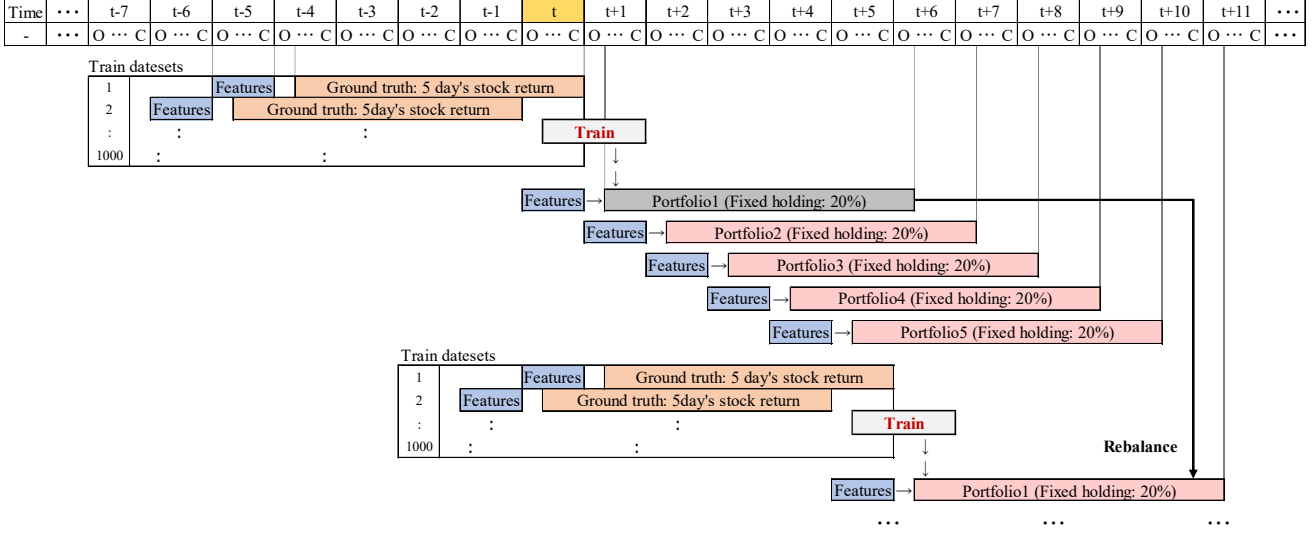 Time ··· t-7 t-6 t-5 t-4 t-3 t-2 t-1 t t+1 t+2 t+3 t+4 t+5 t+6 t+7 t+8 t+9 t+10 t+11 ···
- ··· O ··· C O ··· C O ··· C O ··· C O ··· C O ··· C O ··· C O ··· C O ··· C O ··· C O ··· C O ··· C O ··· C O ··· C O ··· C O ··· C O ··· C O ··· C O ··· C ···
Train datesets
1 Features Ground truth: 5 day's stock return
2 Features Ground truth: 5day's stock return
: : : Train
1000 : : ↓
↓
Features → Portfolio1 (Fixed holding: 20%)
Features → Portfolio2 (Fixed holding: 20%)
Features → Portfolio3 (Fixed holding: 20%)
Features → Portfolio4 (Fixed holding: 20%)
Features → Portfolio5 (Fixed holding: 20%)
Train datesets
1 Features Ground truth: 5 day's stock return
2 Features Ground truth: 5day's stock return
: : : Train
1000 : : ↓ Rebalance
↓
Features → Portfolio1 (Fixed holding: 20%)
··· ··· ···